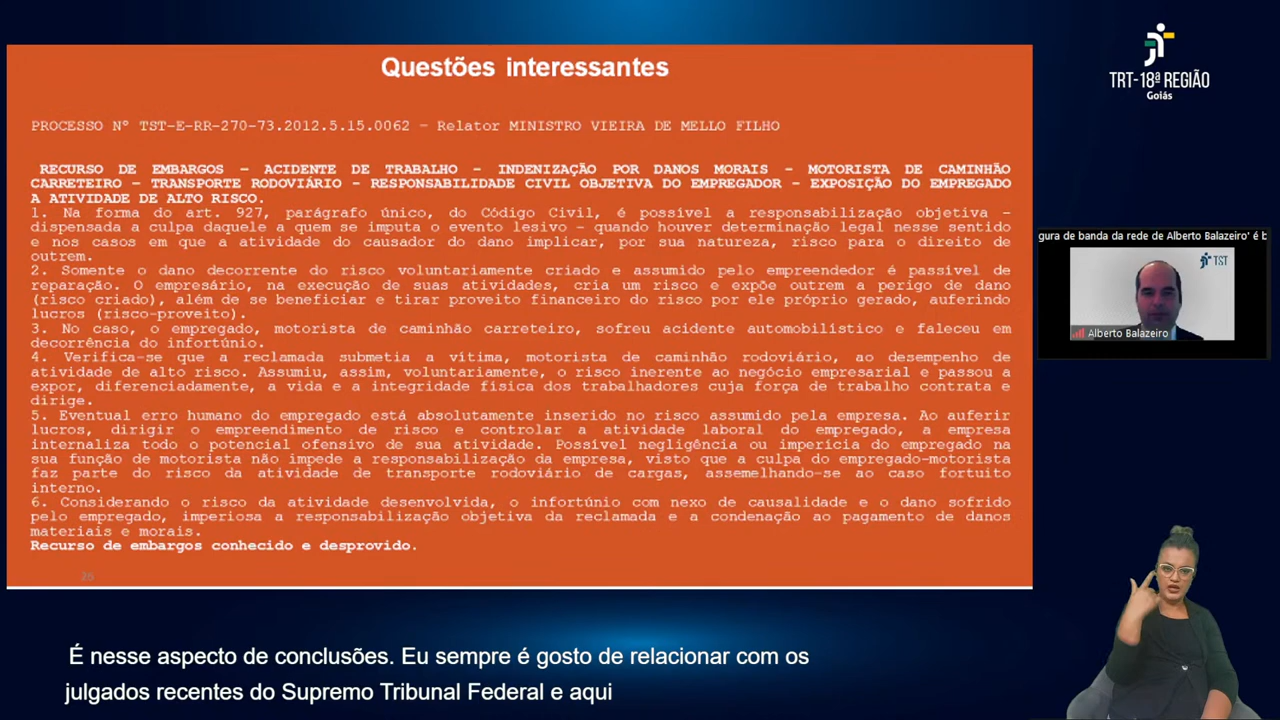 Questões interessantes
PROCESSO N° TST-E-RR-270-73.2012.5.15.0062 – Relator MINISTRO VIEIRA DE MELLO FILHO
RECURSO DE EMBARGOS – ACIDENTE DE TRABALHO – INDENIZAÇÃO POR DANOS MORAIS – MOTORISTA DE CAMINHÃO
CARRETEIRO – TRANSPORTE RODOVIÁRIO – RESPONSABILIDADE CIVIL OBJETIVA DO EMPREGADOR – EXPOSIÇÃO DO EMPREGADO
A ATIVIDADE DE ALTO RISCO.
1. Na forma do art. 927, parágrafo único, do Código Civil, é possível a responsabilização objetiva –
dispensada a culpa daquele a quem se imputa o evento lesivo – quando houver determinação legal nesse sentido
e nos casos em que a atividade do causador do dano implicar, por sua natureza, risco para o direito de
outrem.
2. Somente o dano decorrente do risco voluntariamente criado e assumido pelo empreendedor é passível de
reparação. O empresário, na execução de suas atividades, cria um risco e expõe outrem a perigo de dano
(risco criado), além de se beneficiar e tirar proveito financeiro do risco por ele próprio gerado, auferindo
lucros (risco-proveito).
3. No caso, o empregado, motorista de caminhão carreteiro, sofreu acidente automobilístico e faleceu em
decorrência do infortúnio.
4. Verifica-se que a reclamada submetia a vítima, motorista de caminhão rodoviário, ao desempenho de
atividade de alto risco. Assumiu, assim, voluntariamente, o risco inerente ao negócio empresarial e passou a
expor, diferenciadamente, a vida e a integridade física dos trabalhadores cuja força de trabalho contrata e
dirige.
5. Eventual erro humano do empregado está absolutamente inserido no risco assumido pela empresa. Ao auferir
lucros, dirigir o empreendimento de risco e controlar a atividade laboral do empregado, a empresa
internaliza todo o potencial ofensivo de sua atividade. Possível negligência ou imperícia do empregado na
sua função de motorista não impede a responsabilização da empresa, visto que a culpa do empregado-motorista
faz parte do risco da atividade de transporte rodoviário de cargas, assemelhando-se ao caso fortuito
interno.
6. Considerando o risco da atividade desenvolvida, o infortúnio com nexo de causalidade e o dano sofrido
pelo empregado, imperiosa a responsabilização objetiva da reclamada e a condenação ao pagamento de danos
materiais e morais.
Recurso de embargos conhecido e desprovido.
26
TRT-18ª REGIÃO
Goiás
gura de banda da rede de Alberto Balazeiro' é b
TST
Alberto Balazeiro
É nesse aspecto de conclusões. Eu sempre é gosto de relacionar com os
julgados recentes do Supremo Tribunal Federal e aqui